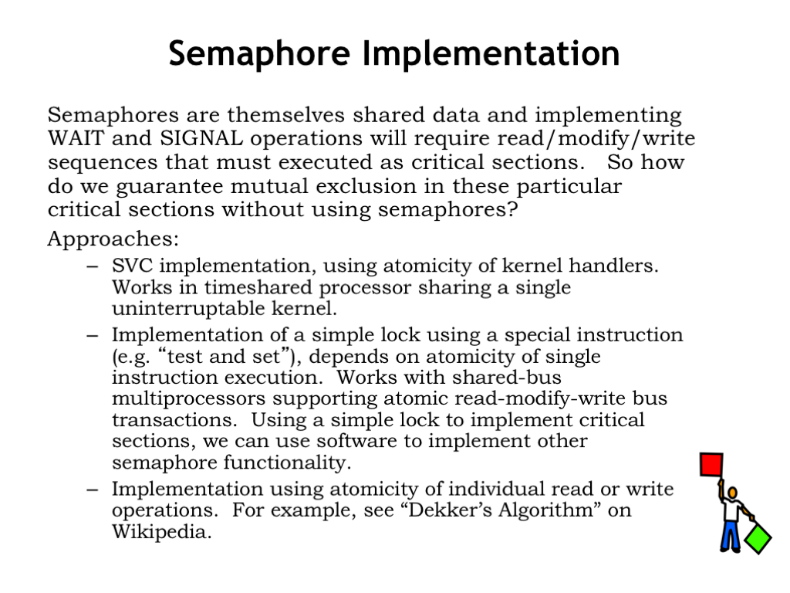 Semaphore Implementation
Semaphores are themselves shared data and implementing
WAIT and SIGNAL operations will require read/modify/write
sequences that must executed as critical sections.   So how
do we guarantee mutual exclusion in these particular
critical sections without using semaphores?
Approaches:
– SVC implementation, using atomicity of kernel handlers.
Works in timeshared processor sharing a single
uninterruptable kernel.
– Implementation of a simple lock using a special instruction
(e.g. “test and set”), depends on atomicity of single
instruction execution.  Works with shared-bus
multiprocessors supporting atomic read-modify-write bus
transactions.  Using a simple lock to implement critical
sections, we can use software to implement other
semaphore functionality.
– Implementation using atomicity of individual read or write
operations.  For example, see “Dekker’s Algorithm” on
Wikipedia.